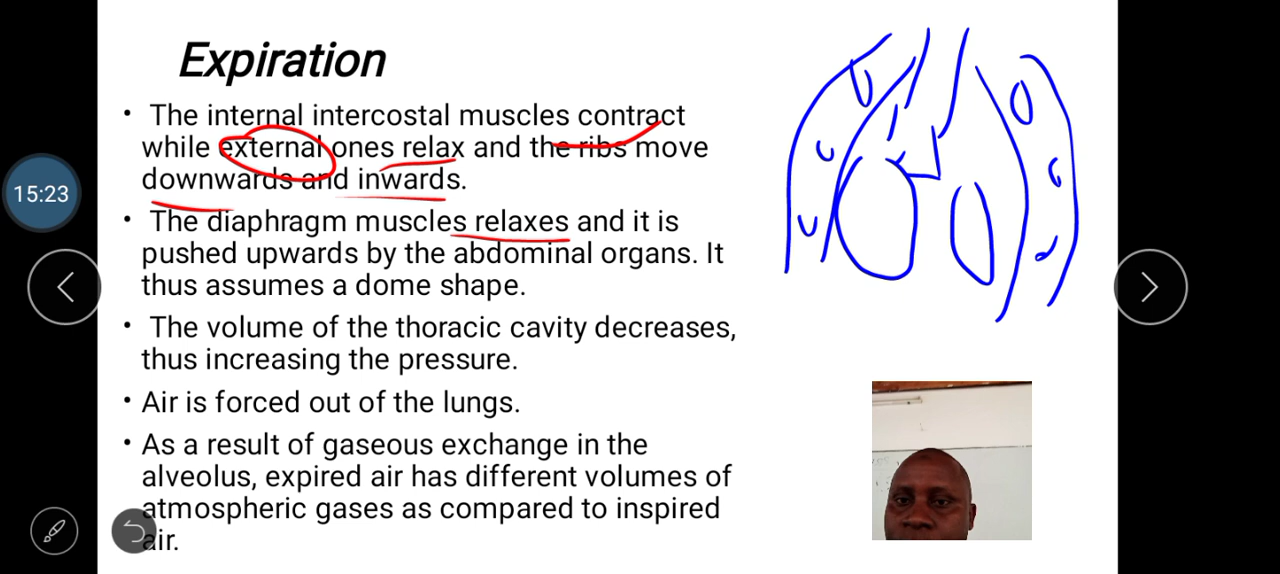 Expiration
• The internal intercostal muscles contract
while external ones relax and the ribs move
downwards and inwards.
• The diaphragm muscles relaxes and it is
pushed upwards by the abdominal organs. It
thus assumes a dome shape.
• The volume of the thoracic cavity decreases,
thus increasing the pressure.
• Air is forced out of the lungs.
• As a result of gaseous exchange in the
alveolus, expired air has different volumes of
atmospheric gases as compared to inspired
air.
15:23